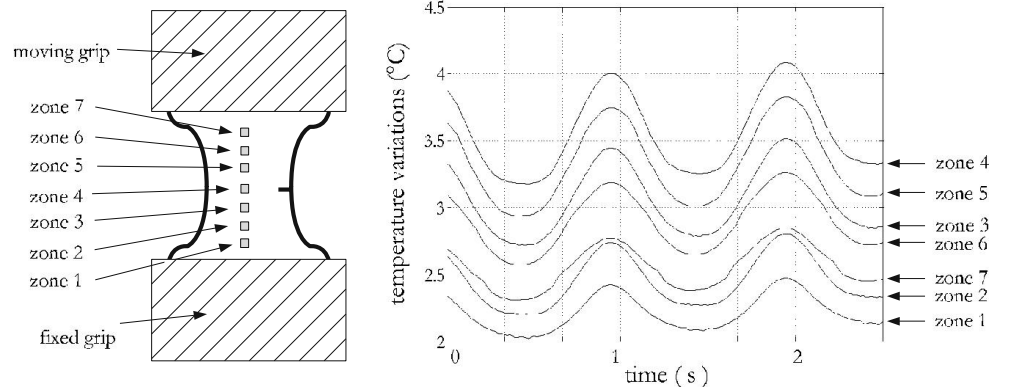 moving grip
zone 7
zone 6
zone 5
zone 4
zone 3
zone 2
zone 1
fixed grip
temperature variations (°C)
4.5
4
3.5
3
2.5
2
0
1
2
time ( s )
zone 4
zone 5
zone 3
zone 6
zone 7
zone 2
zone 1